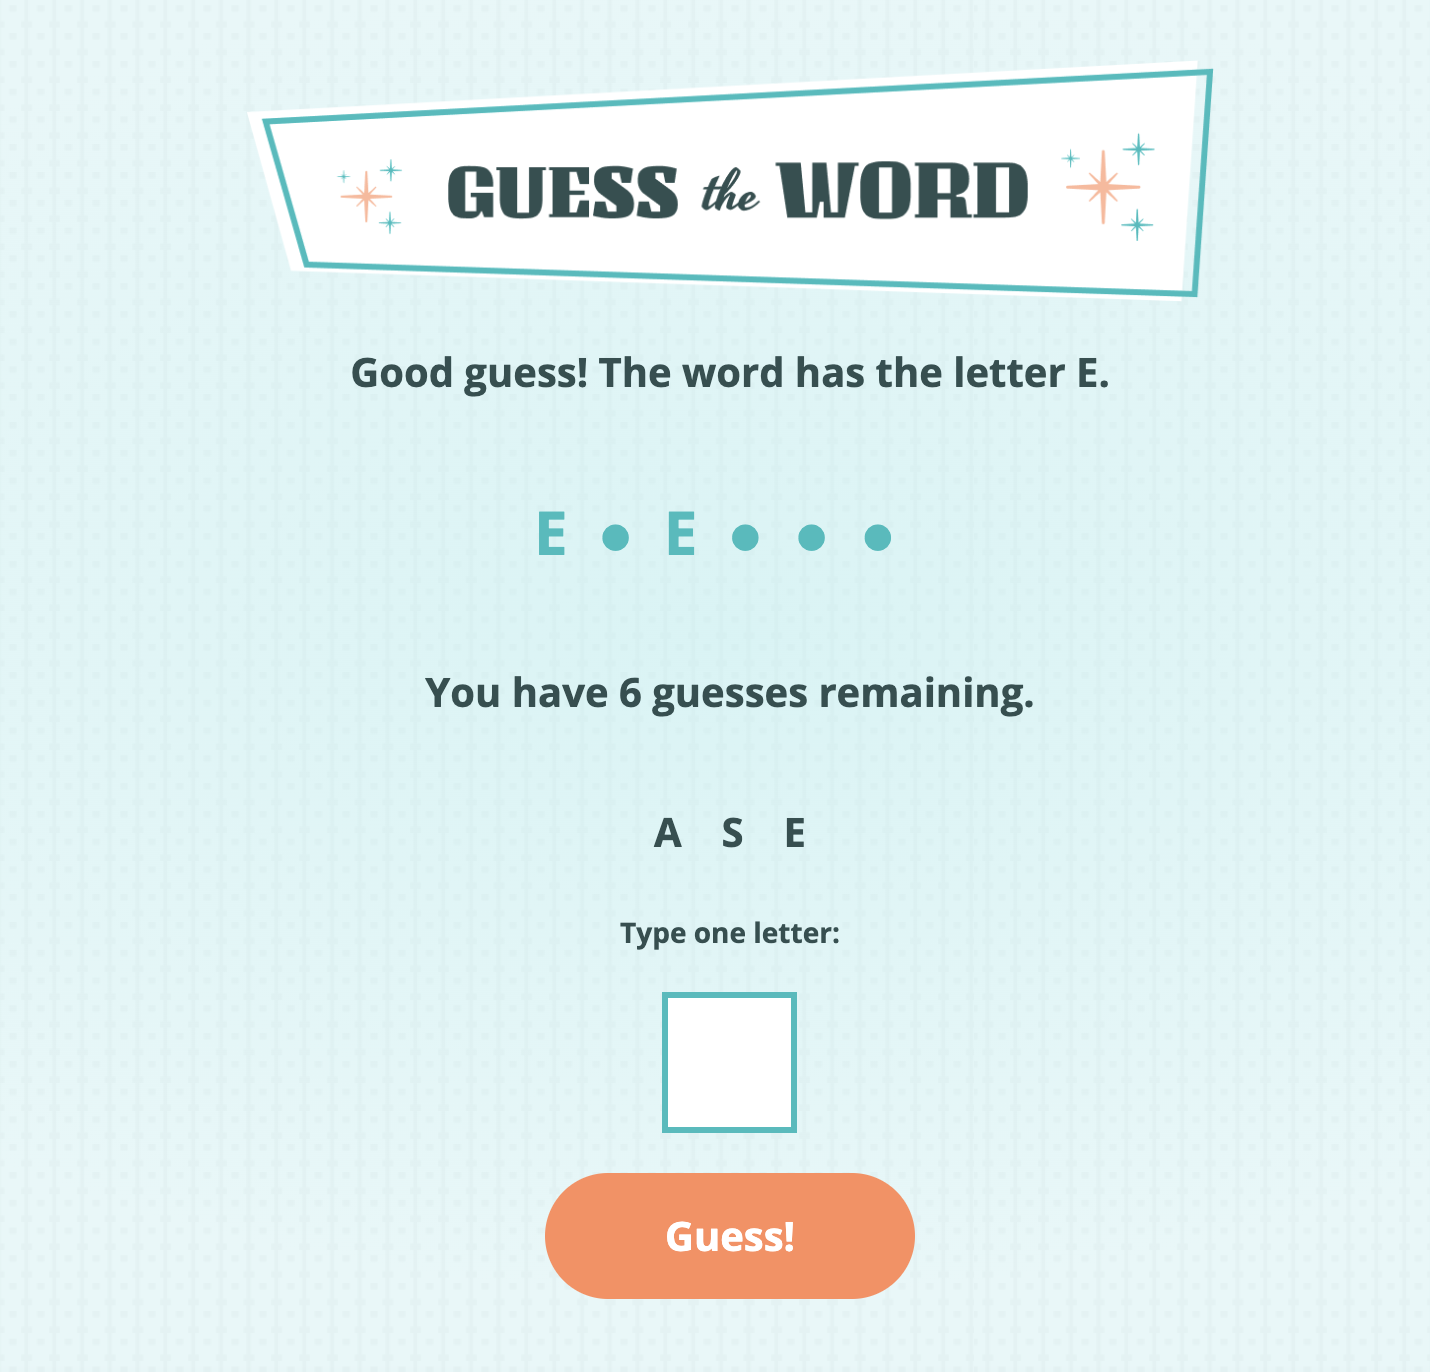 GUESS the WORD
Good guess! The word has the letter E.
E ● E ● ● ●
You have 6 guesses remaining.
A S E
Type one letter:
Guess!